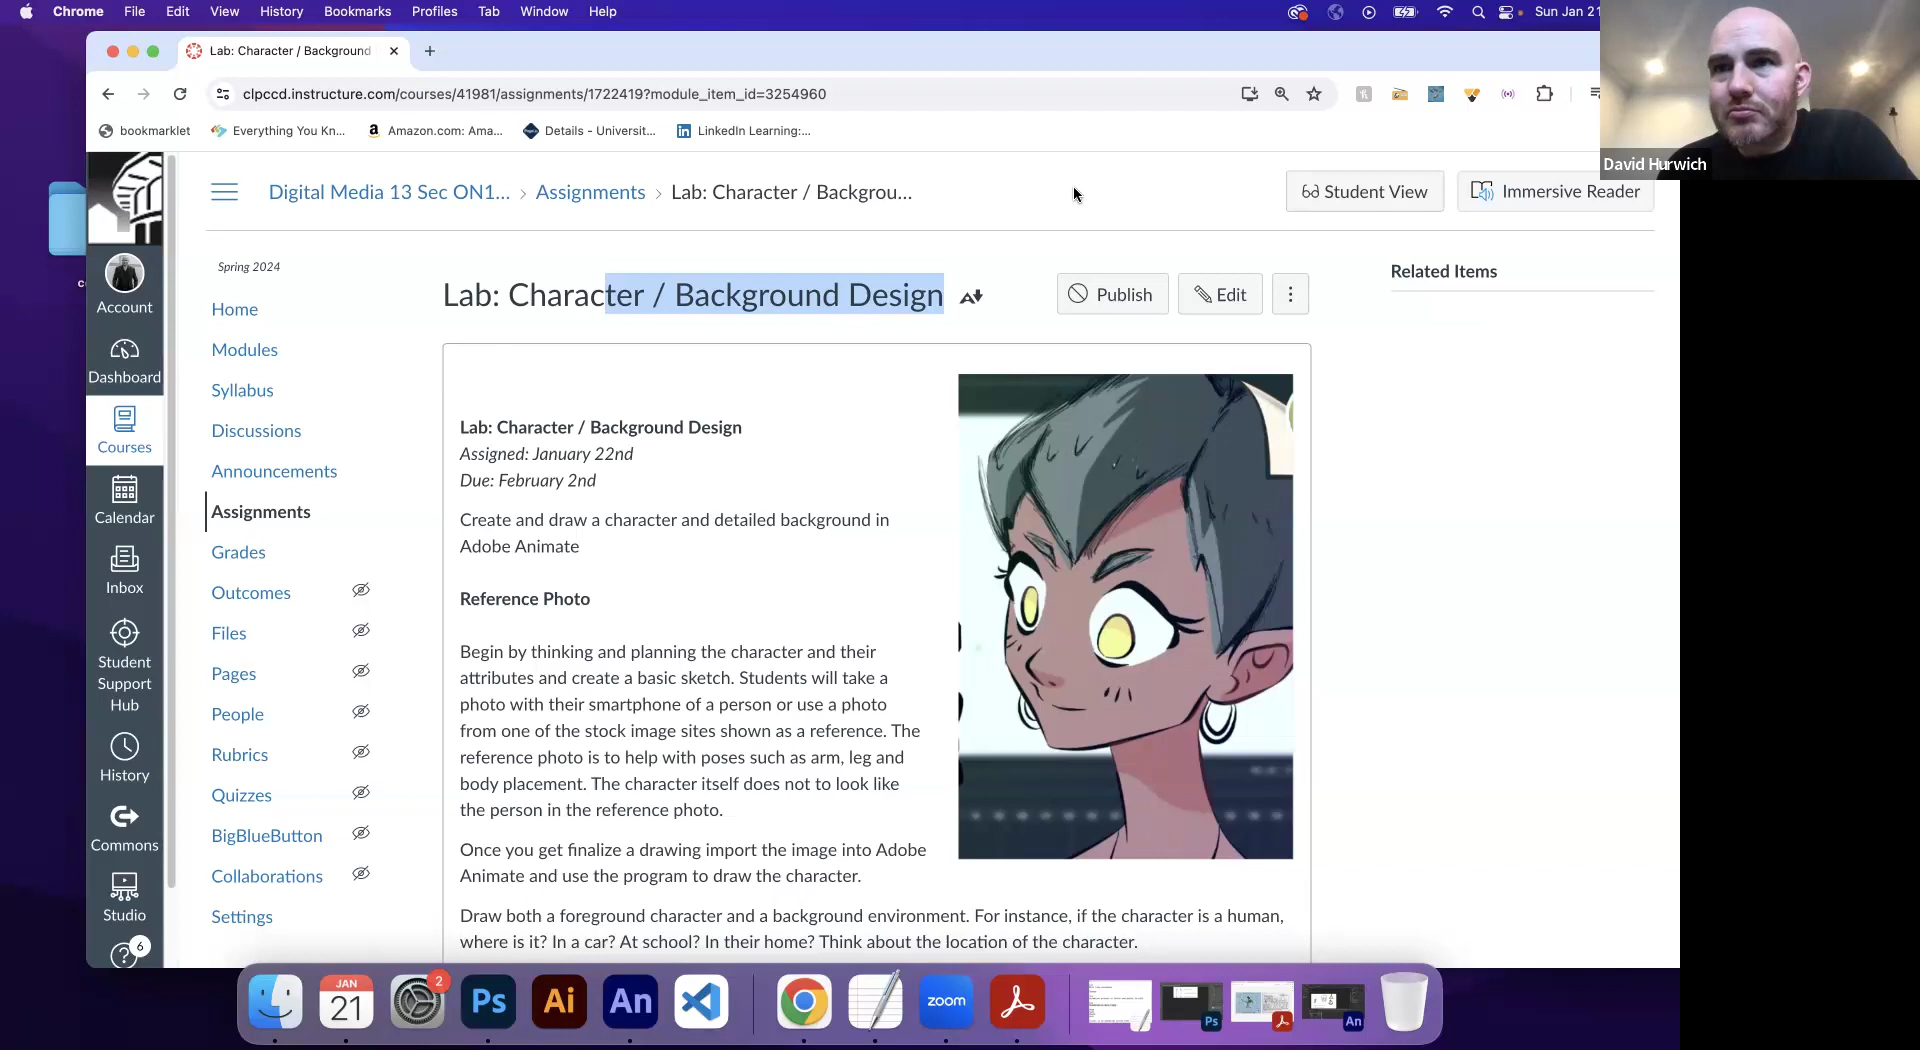 Chrome File Edit View History Bookmarks Profiles Tab Window Help
Sun Jan 21
Lab: Character / Background
clpccd.instructure.com/courses/41981/assignments/1722419?module_item_id=3254960
bookmarklet Everything You Kn... Amazon.com: Ama... Details - Universit... LinkedIn Learning:...
David Hurwich
Digital Media 13 Sec ON1... › Assignments › Lab: Character / Backgrou...
Student View
Immersive Reader
Account
Dashboard
Courses
Calendar
Inbox
Student
Support
Hub
History
Commons
Studio
6
Spring 2024
Home
Modules
Syllabus
Discussions
Announcements
Assignments
Grades
Outcomes
Files
Pages
People
Rubrics
Quizzes
BigBlueButton
Collaborations
Settings
Lab: Character / Background Design
Publish
Edit
Related Items
Lab: Character / Background Design
Assigned: January 22nd
Due: February 2nd
Create and draw a character and detailed background in
Adobe Animate
Reference Photo
Begin by thinking and planning the character and their
attributes and create a basic sketch. Students will take a
photo with their smartphone of a person or use a photo
from one of the stock image sites shown as a reference. The
reference photo is to help with poses such as arm, leg and
body placement. The character itself does not to look like
the person in the reference photo.
Once you get finalize a drawing import the image into Adobe
Animate and use the program to draw the character.
Draw both a foreground character and a background environment. For instance, if the character is a human,
where is it? In a car? At school? In their home? Think about the location of the character.
JAN
21
2
Ps
Ai
An
zoom
Ps
An